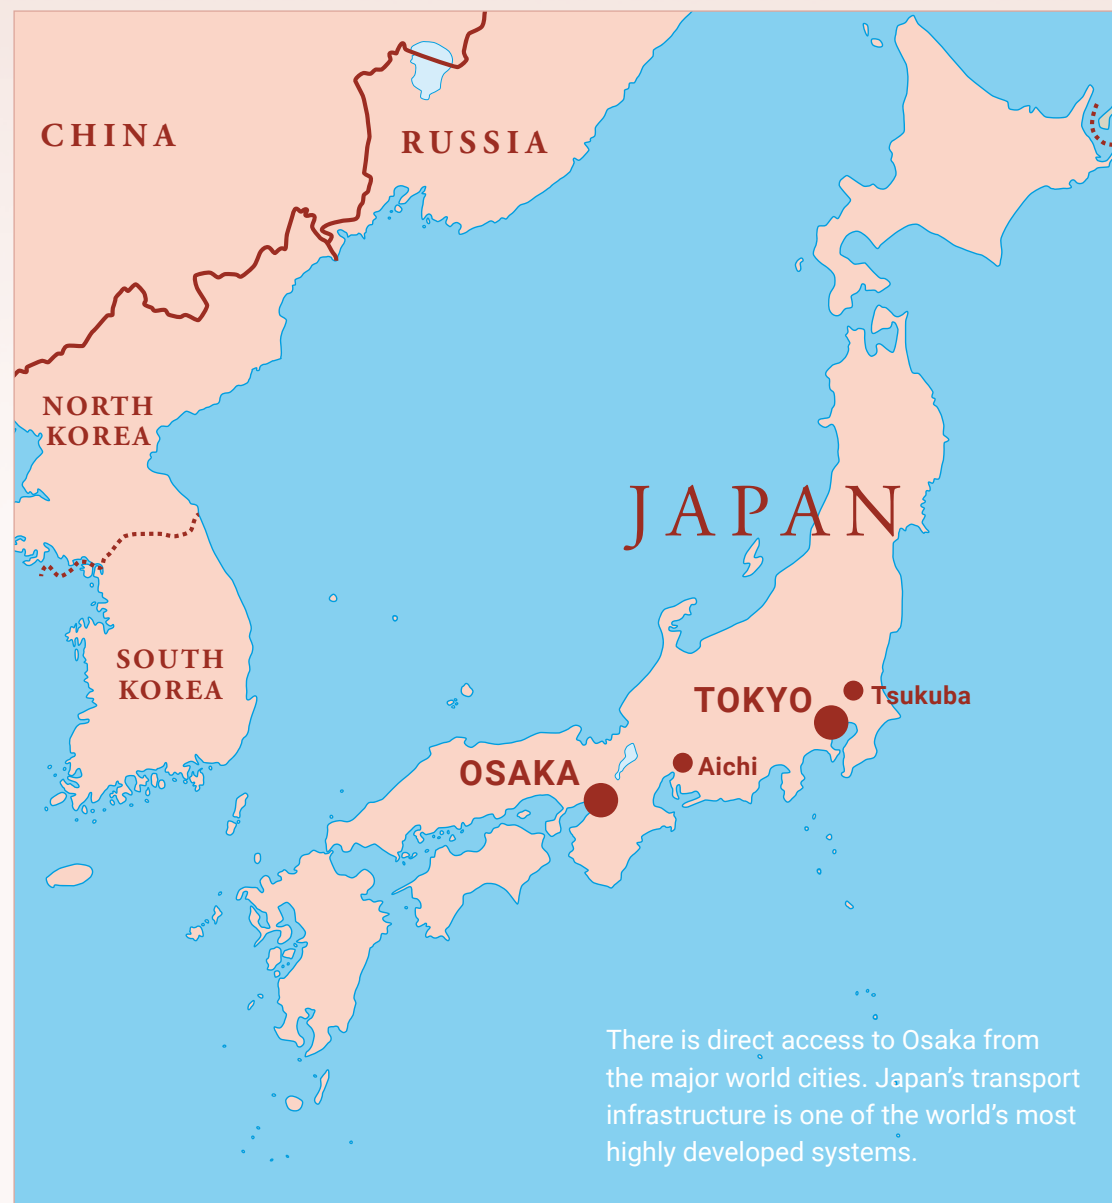 CHINA
RUSSIA
NORTH
KOREA
JAPAN
SOUTH
KOREA
TOKYO
Tsukuba
OSAKA
Aichi
There is direct access to Osaka from
the major world cities. Japan’s transport
infrastructure is one of the world’s most
highly developed systems.